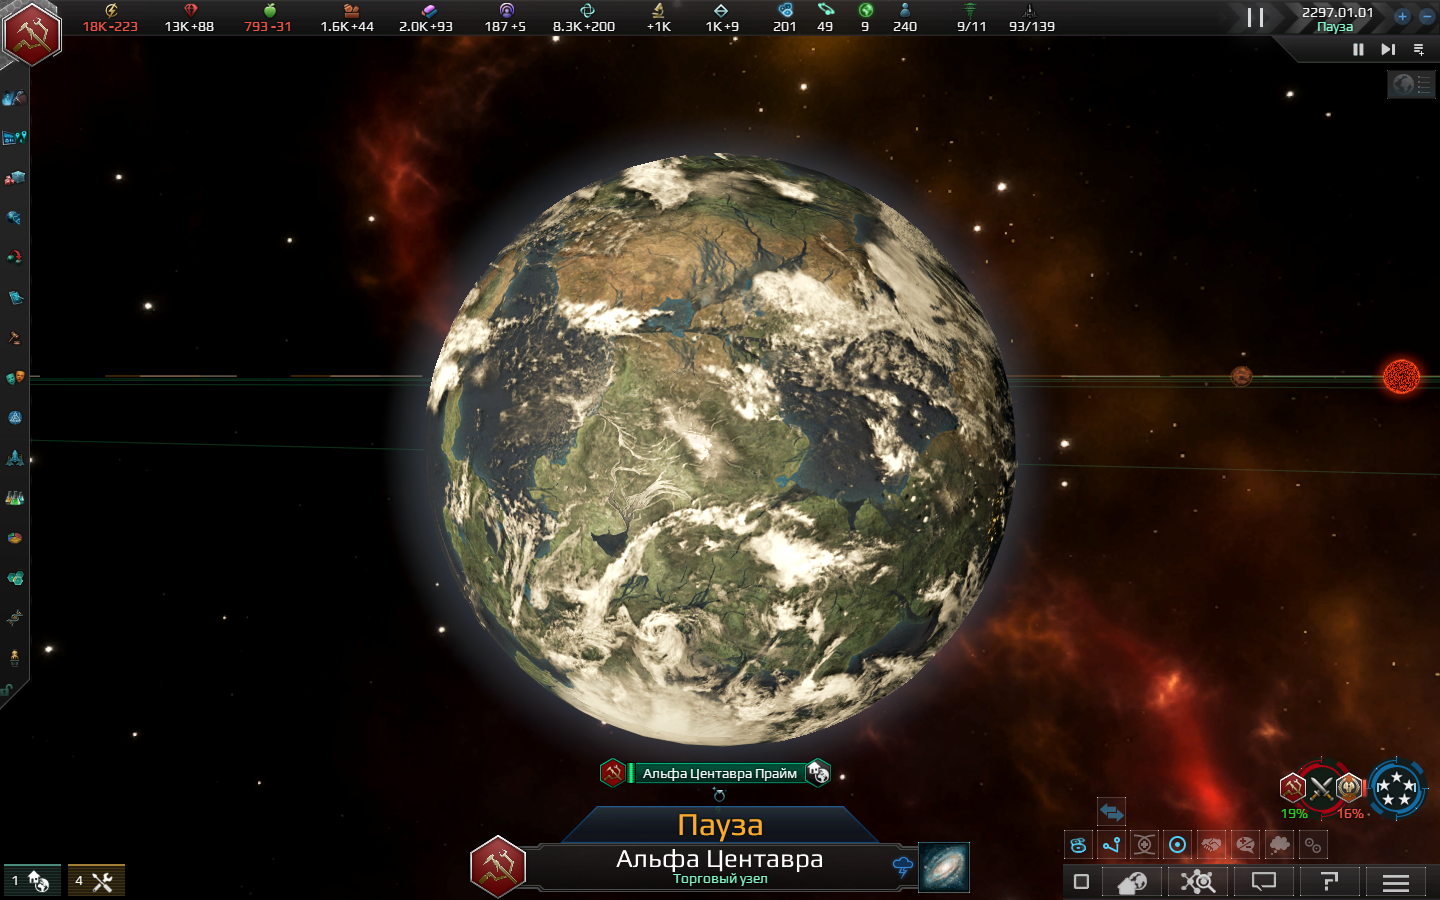 18K-223 13K+88 793-31 1.6K+44 2.0K+93 187+5 8.3K+200 +1K 1K+9 201 49 9 240 9/11 93/139 2297.01.01
Пауза
Альфа Центавра Прайм
19% 16%
Пауза
Альфа Центавра
Торговый узел
1 4